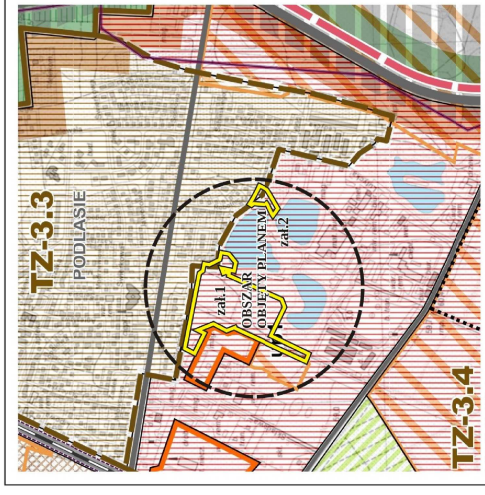 TZ-3.3
PODLASIE
zał.1
OBSZAR
OBJĘTY PLANEM
zał.2
TZ-3.4